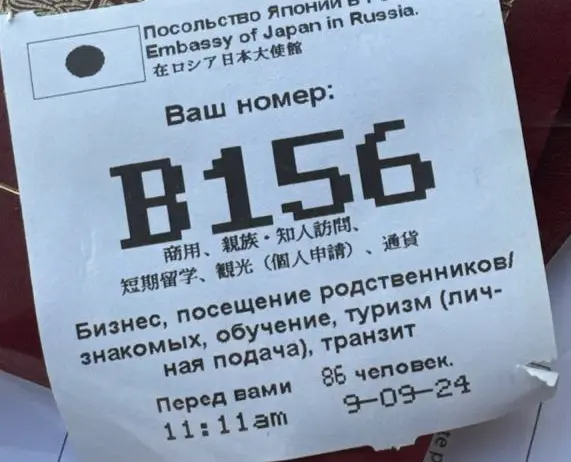 Посольство Японии в
Embassy of Japan in Russia.
在ロシア日本大使館
Ваш номер:
B156
商用、親族・知人訪問、
短期留学、観光（個人申請）、通貨
Бизнес, посещение родственников/
знакомых, обучение, туризм (лич-
ная подача), транзит
Перед вами 86 человек.
11:11am 9-09-24